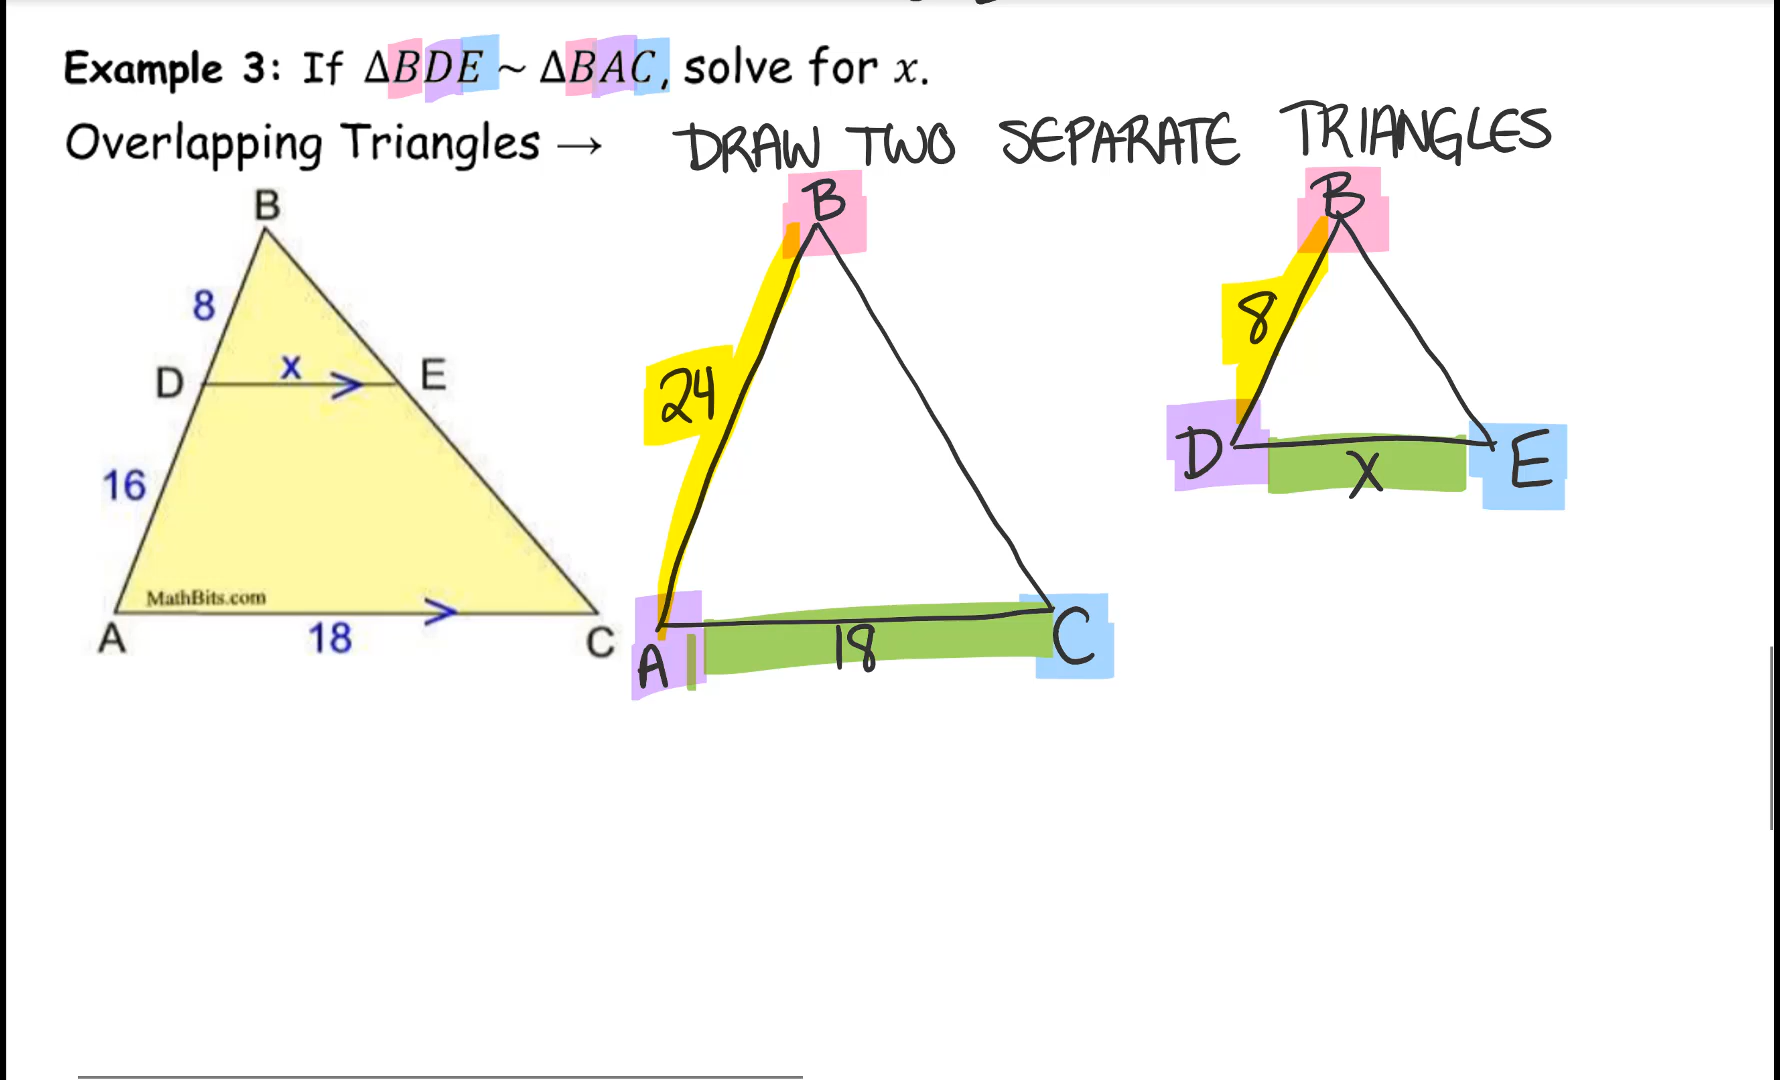 Example 3: If ΔBDE ~ ΔBAC, solve for x.
Overlapping Triangles → DRAW TWO SEPARATE TRIANGLES
B B B
8 8
D x E 24 D X E
16
MathBits.com
A 18 C A 18 C